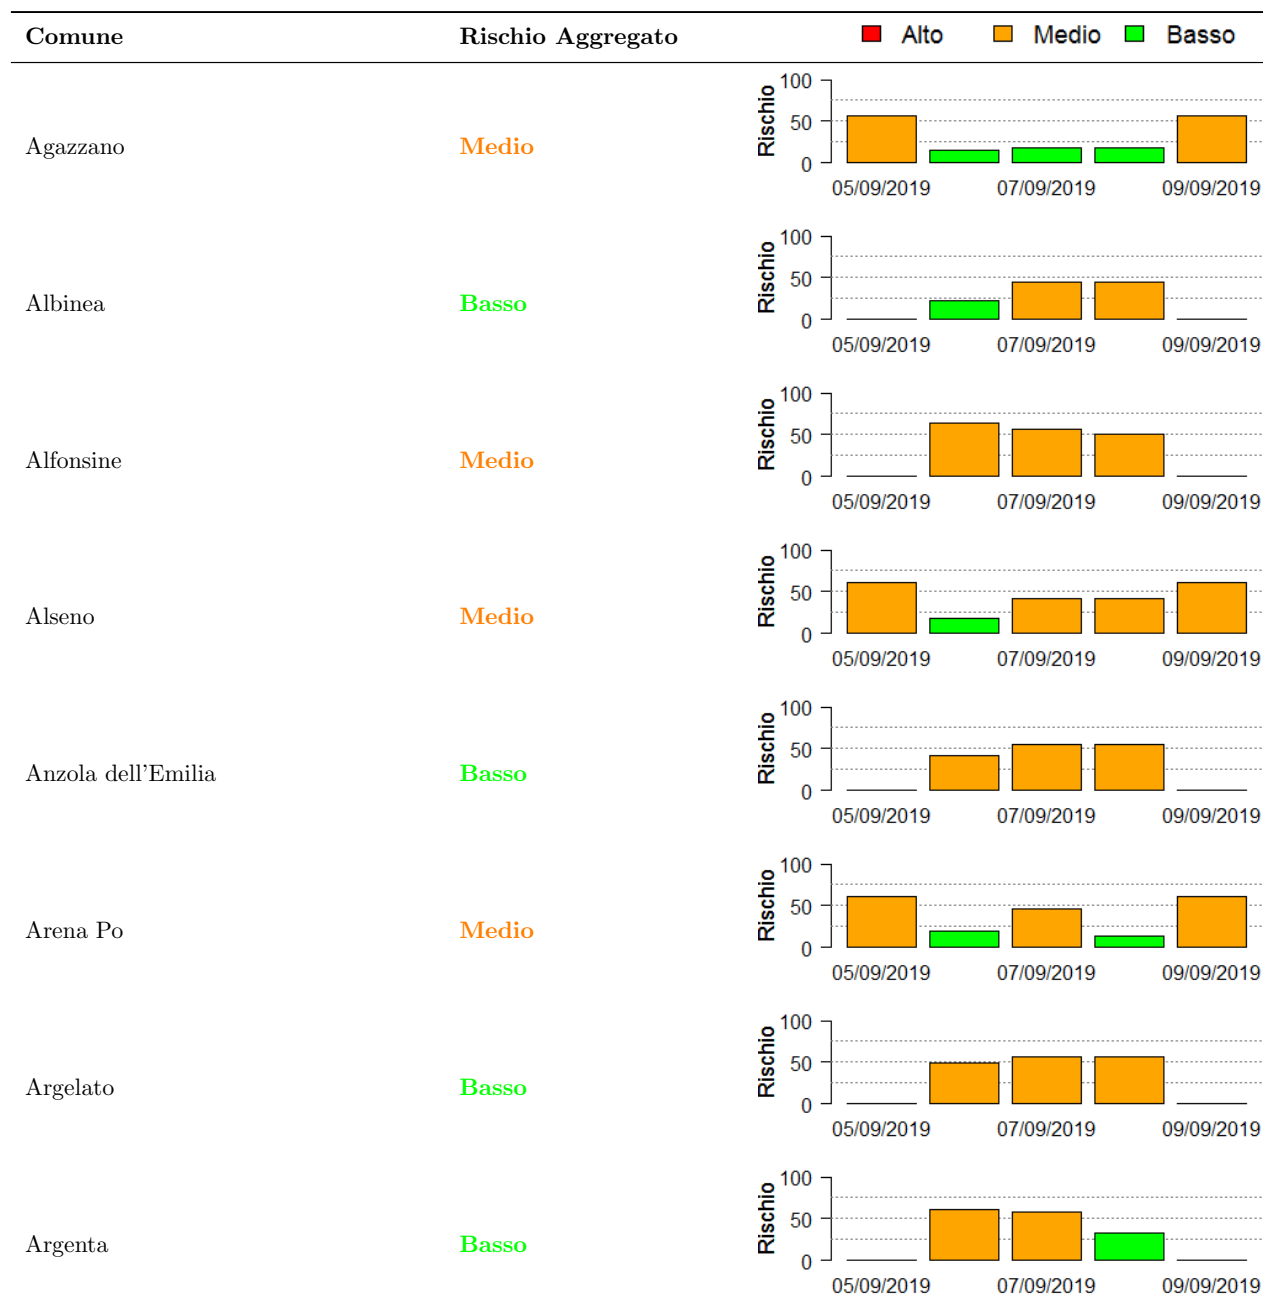 Comune Rischio Aggregato Alto Medio Basso
100
50
0
Rischio
Agazzano Medio
05/09/2019 07/09/2019 09/09/2019
100
50
0
Rischio
Albinea Basso
05/09/2019 07/09/2019 09/09/2019
100
50
0
Rischio
Alfonsine Medio
05/09/2019 07/09/2019 09/09/2019
100
50
0
Rischio
Alseno Medio
05/09/2019 07/09/2019 09/09/2019
100
50
0
Rischio
Anzola dell'Emilia Basso
05/09/2019 07/09/2019 09/09/2019
100
50
0
Rischio
Arena Po Medio
05/09/2019 07/09/2019 09/09/2019
100
50
0
Rischio
Argelato Basso
05/09/2019 07/09/2019 09/09/2019
100
50
0
Rischio
Argenta Basso
05/09/2019 07/09/2019 09/09/2019